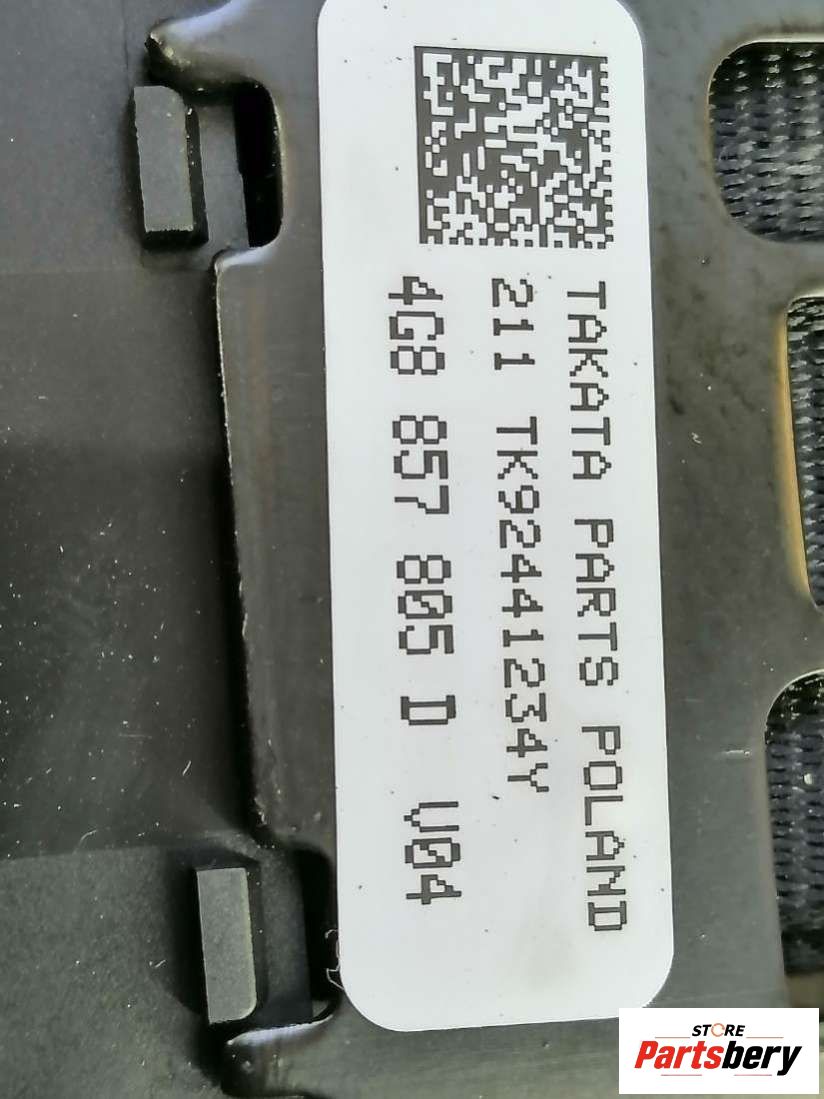 TAKATA PARTS POLAND
211 TK92441234Y
4G8 857 805 D V04
STORE
Partsbery